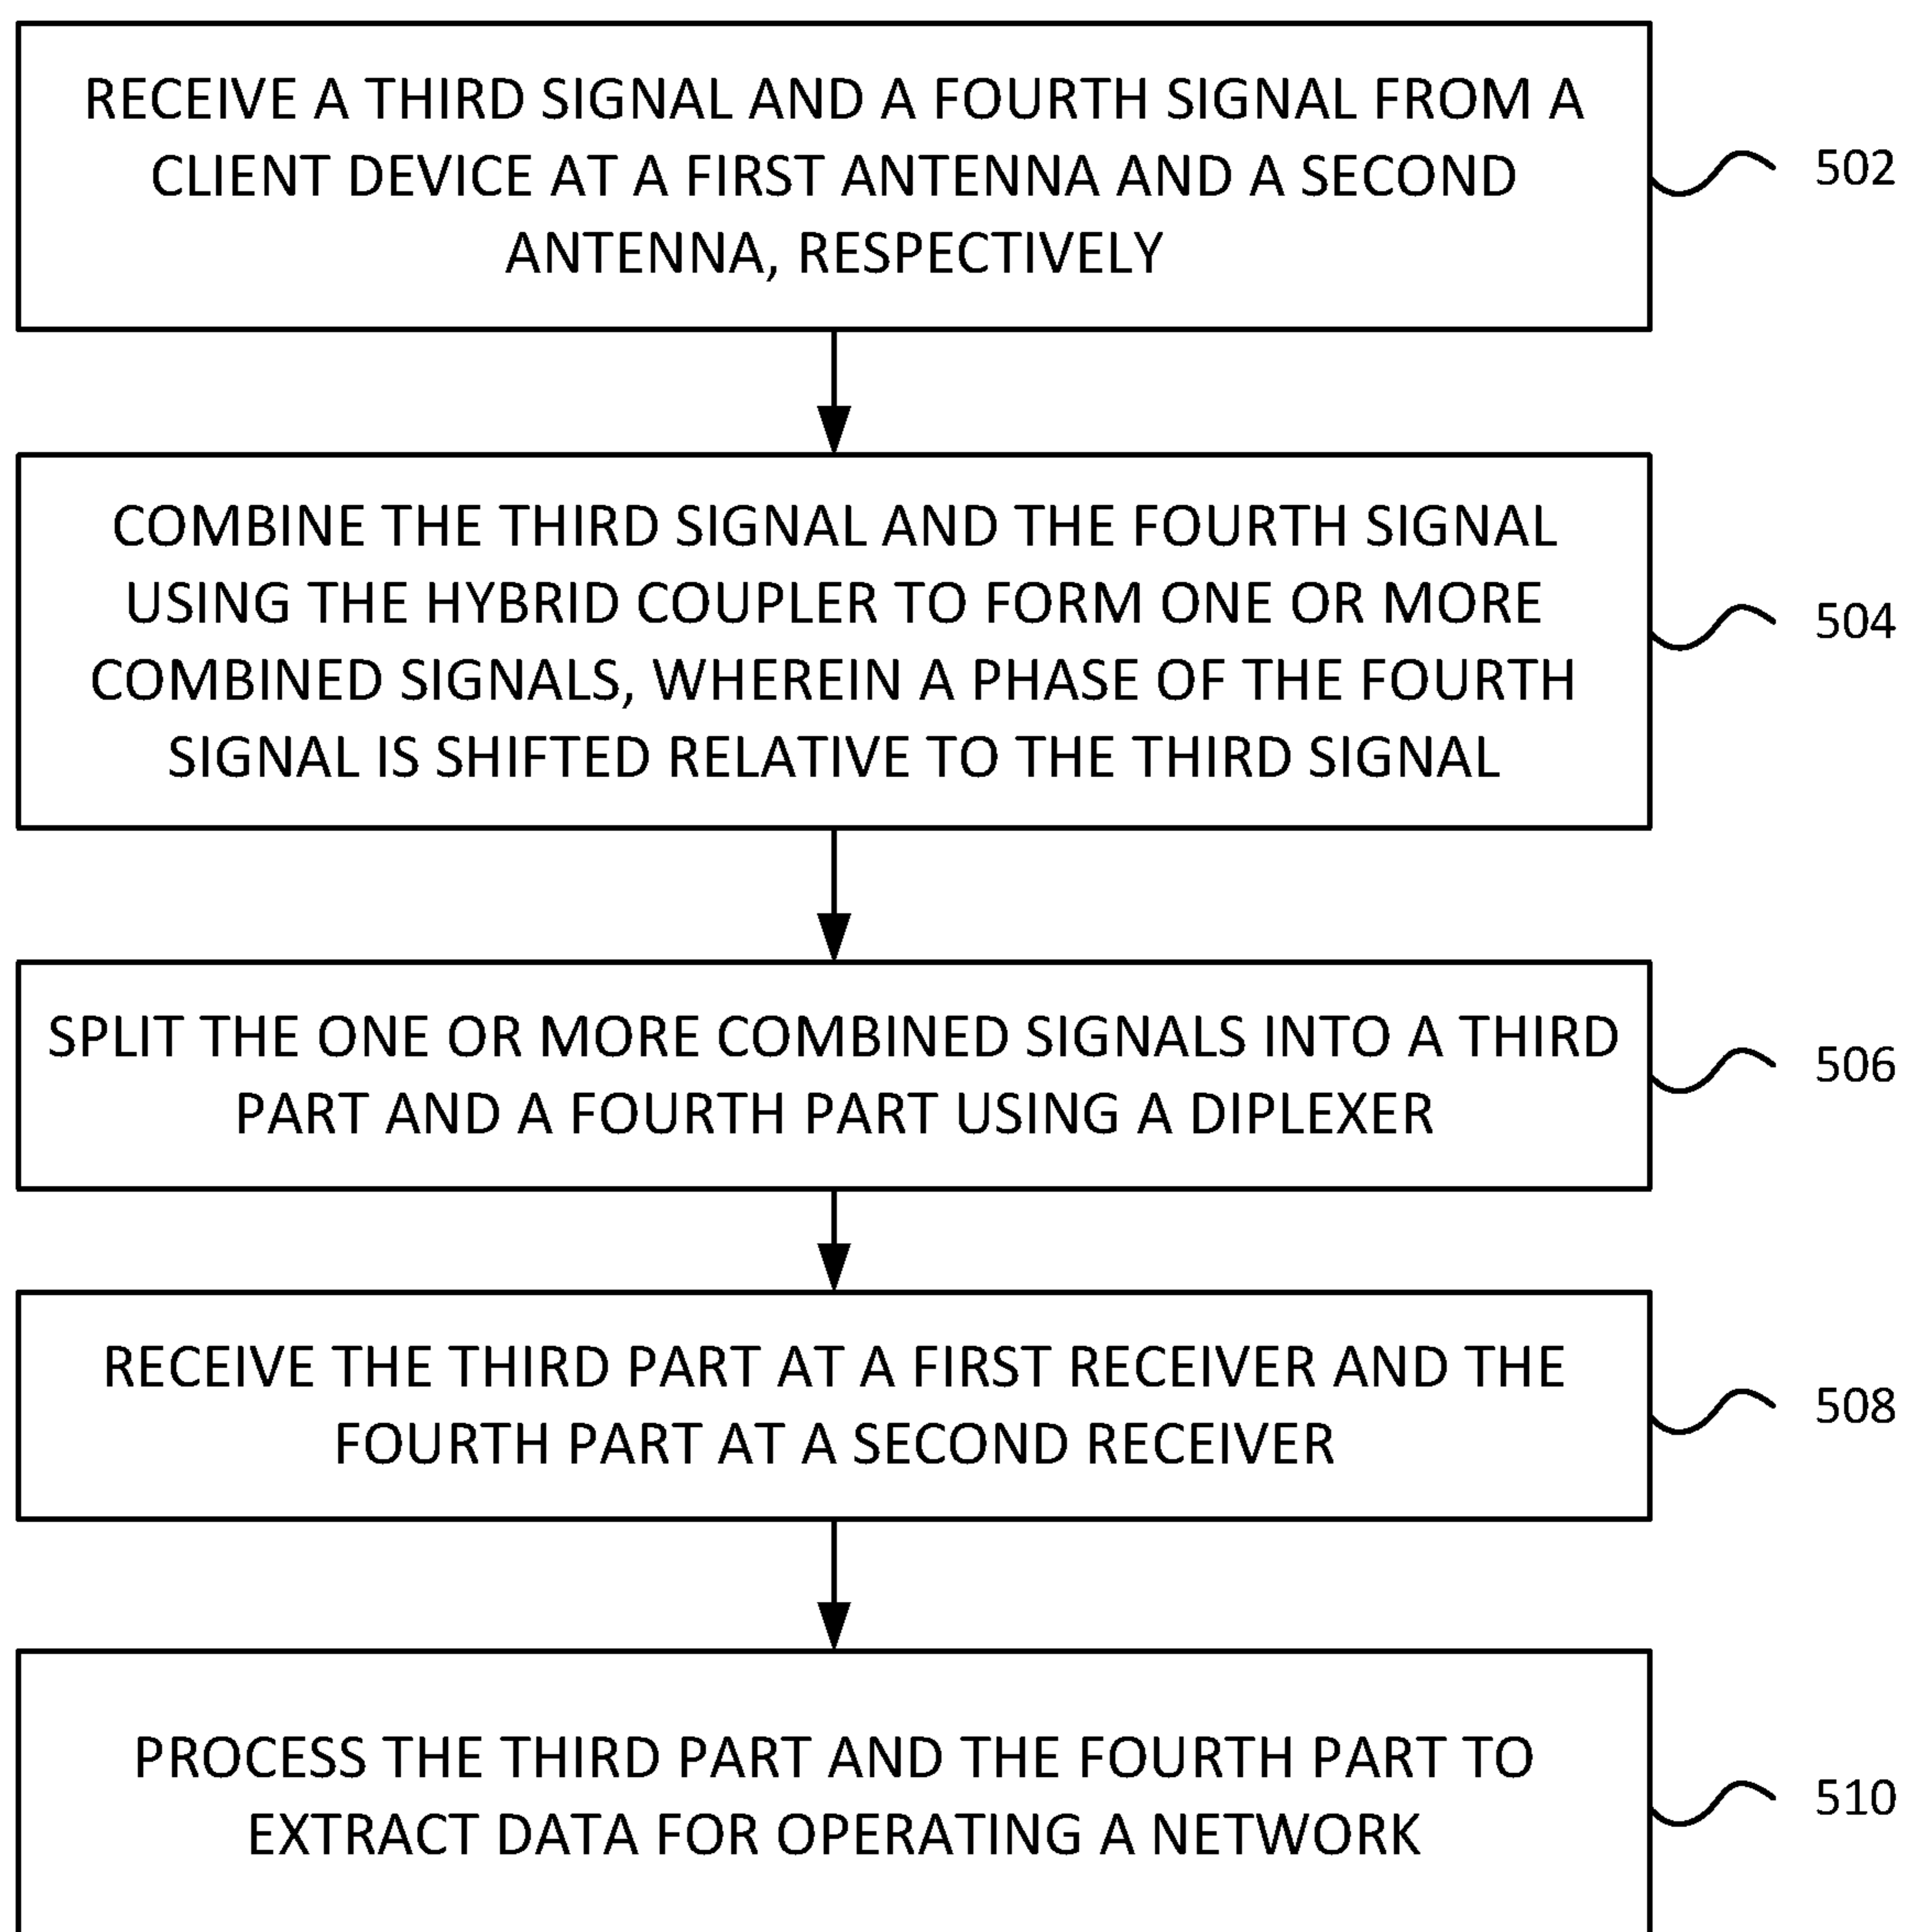 RECEIVE A THIRD SIGNAL AND A FOURTH SIGNAL FROM A
CLIENT DEVICE AT A FIRST ANTENNA AND A SECOND
ANTENNA, RESPECTIVELY
502
COMBINE THE THIRD SIGNAL AND THE FOURTH SIGNAL
USING THE HYBRID COUPLER TO FORM ONE OR MORE
COMBINED SIGNALS, WHEREIN A PHASE OF THE FOURTH
SIGNAL IS SHIFTED RELATIVE TO THE THIRD SIGNAL
504
SPLIT THE ONE OR MORE COMBINED SIGNALS INTO A THIRD
PART AND A FOURTH PART USING A DIPLEXER
506
RECEIVE THE THIRD PART AT A FIRST RECEIVER AND THE
FOURTH PART AT A SECOND RECEIVER
508
PROCESS THE THIRD PART AND THE FOURTH PART TO
EXTRACT DATA FOR OPERATING A NETWORK
510